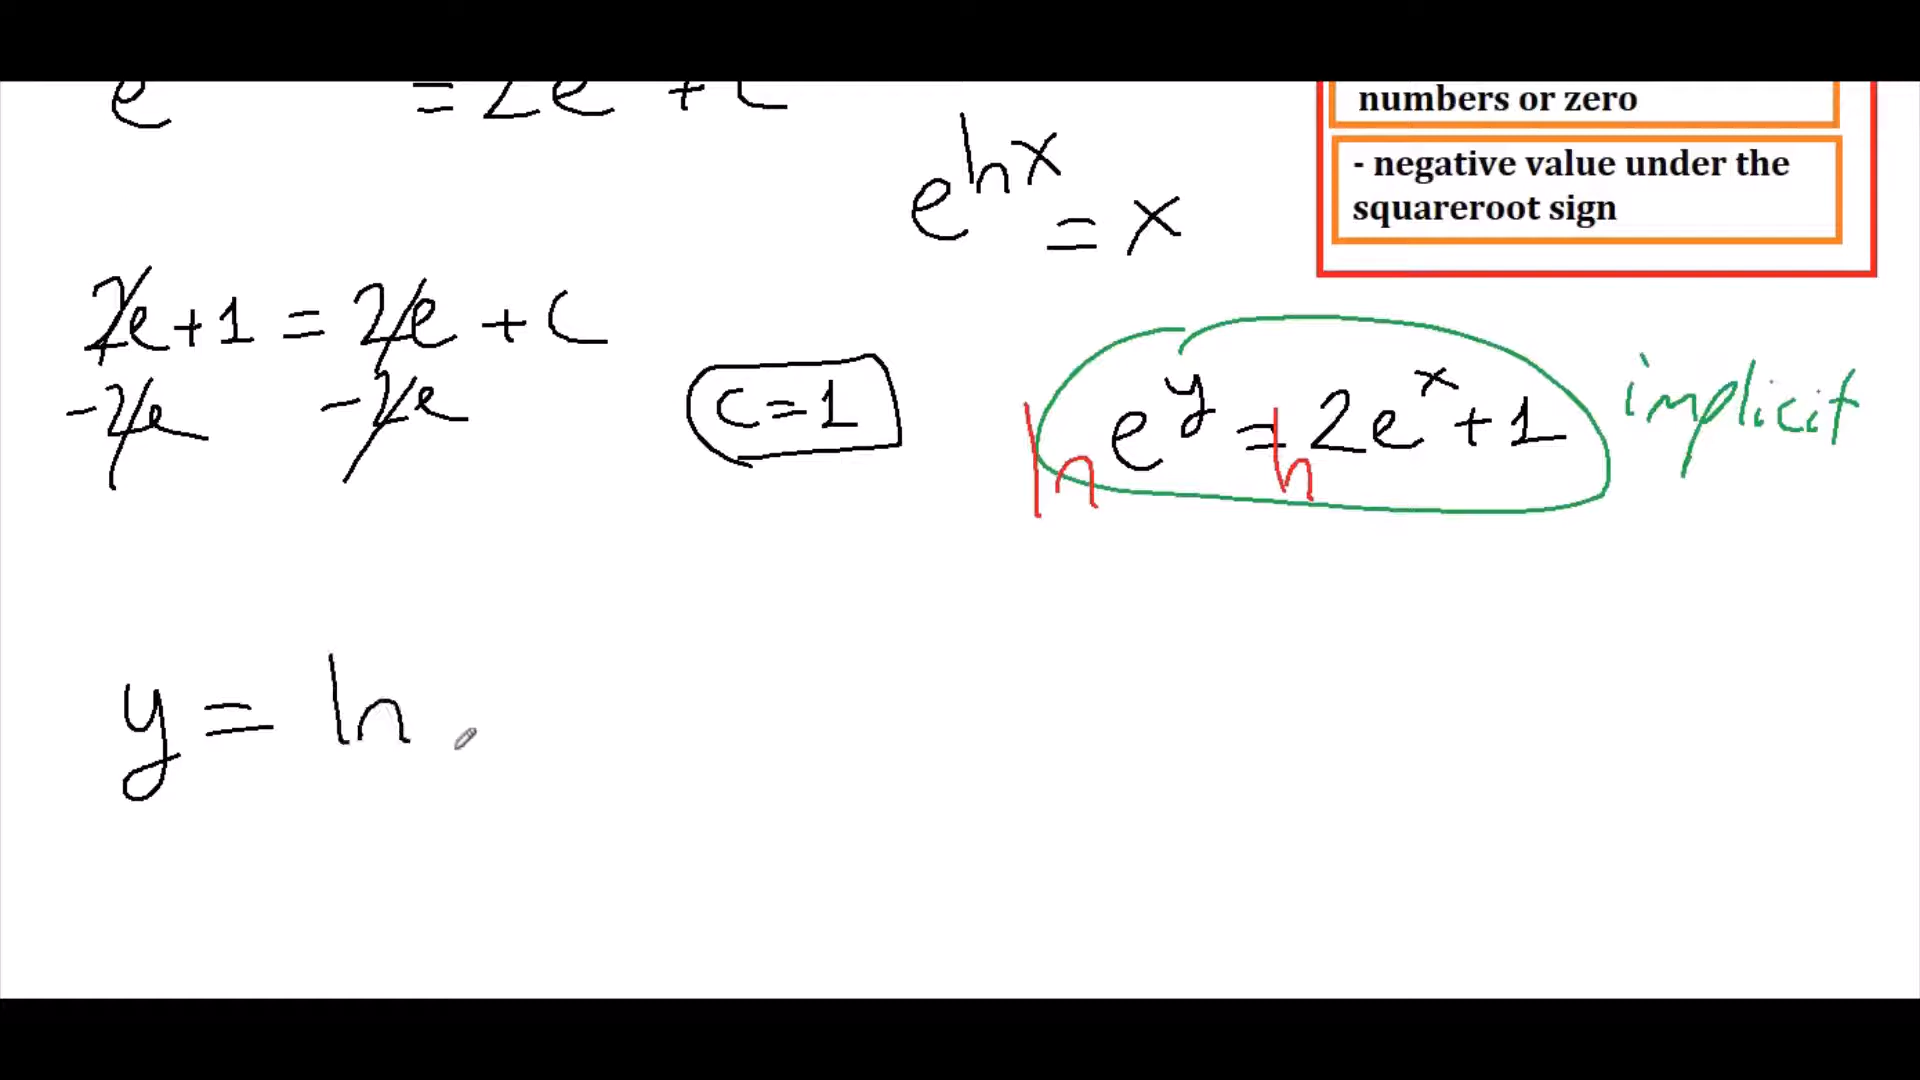 e = 2e + C
numbers or zero
- negative value under the
squareroot sign
e^ln x = x
2e + 1 = 2e + C
-2e -2e
C = 1
ln e^y = ln 2e^x + 1
implicit
y = ln